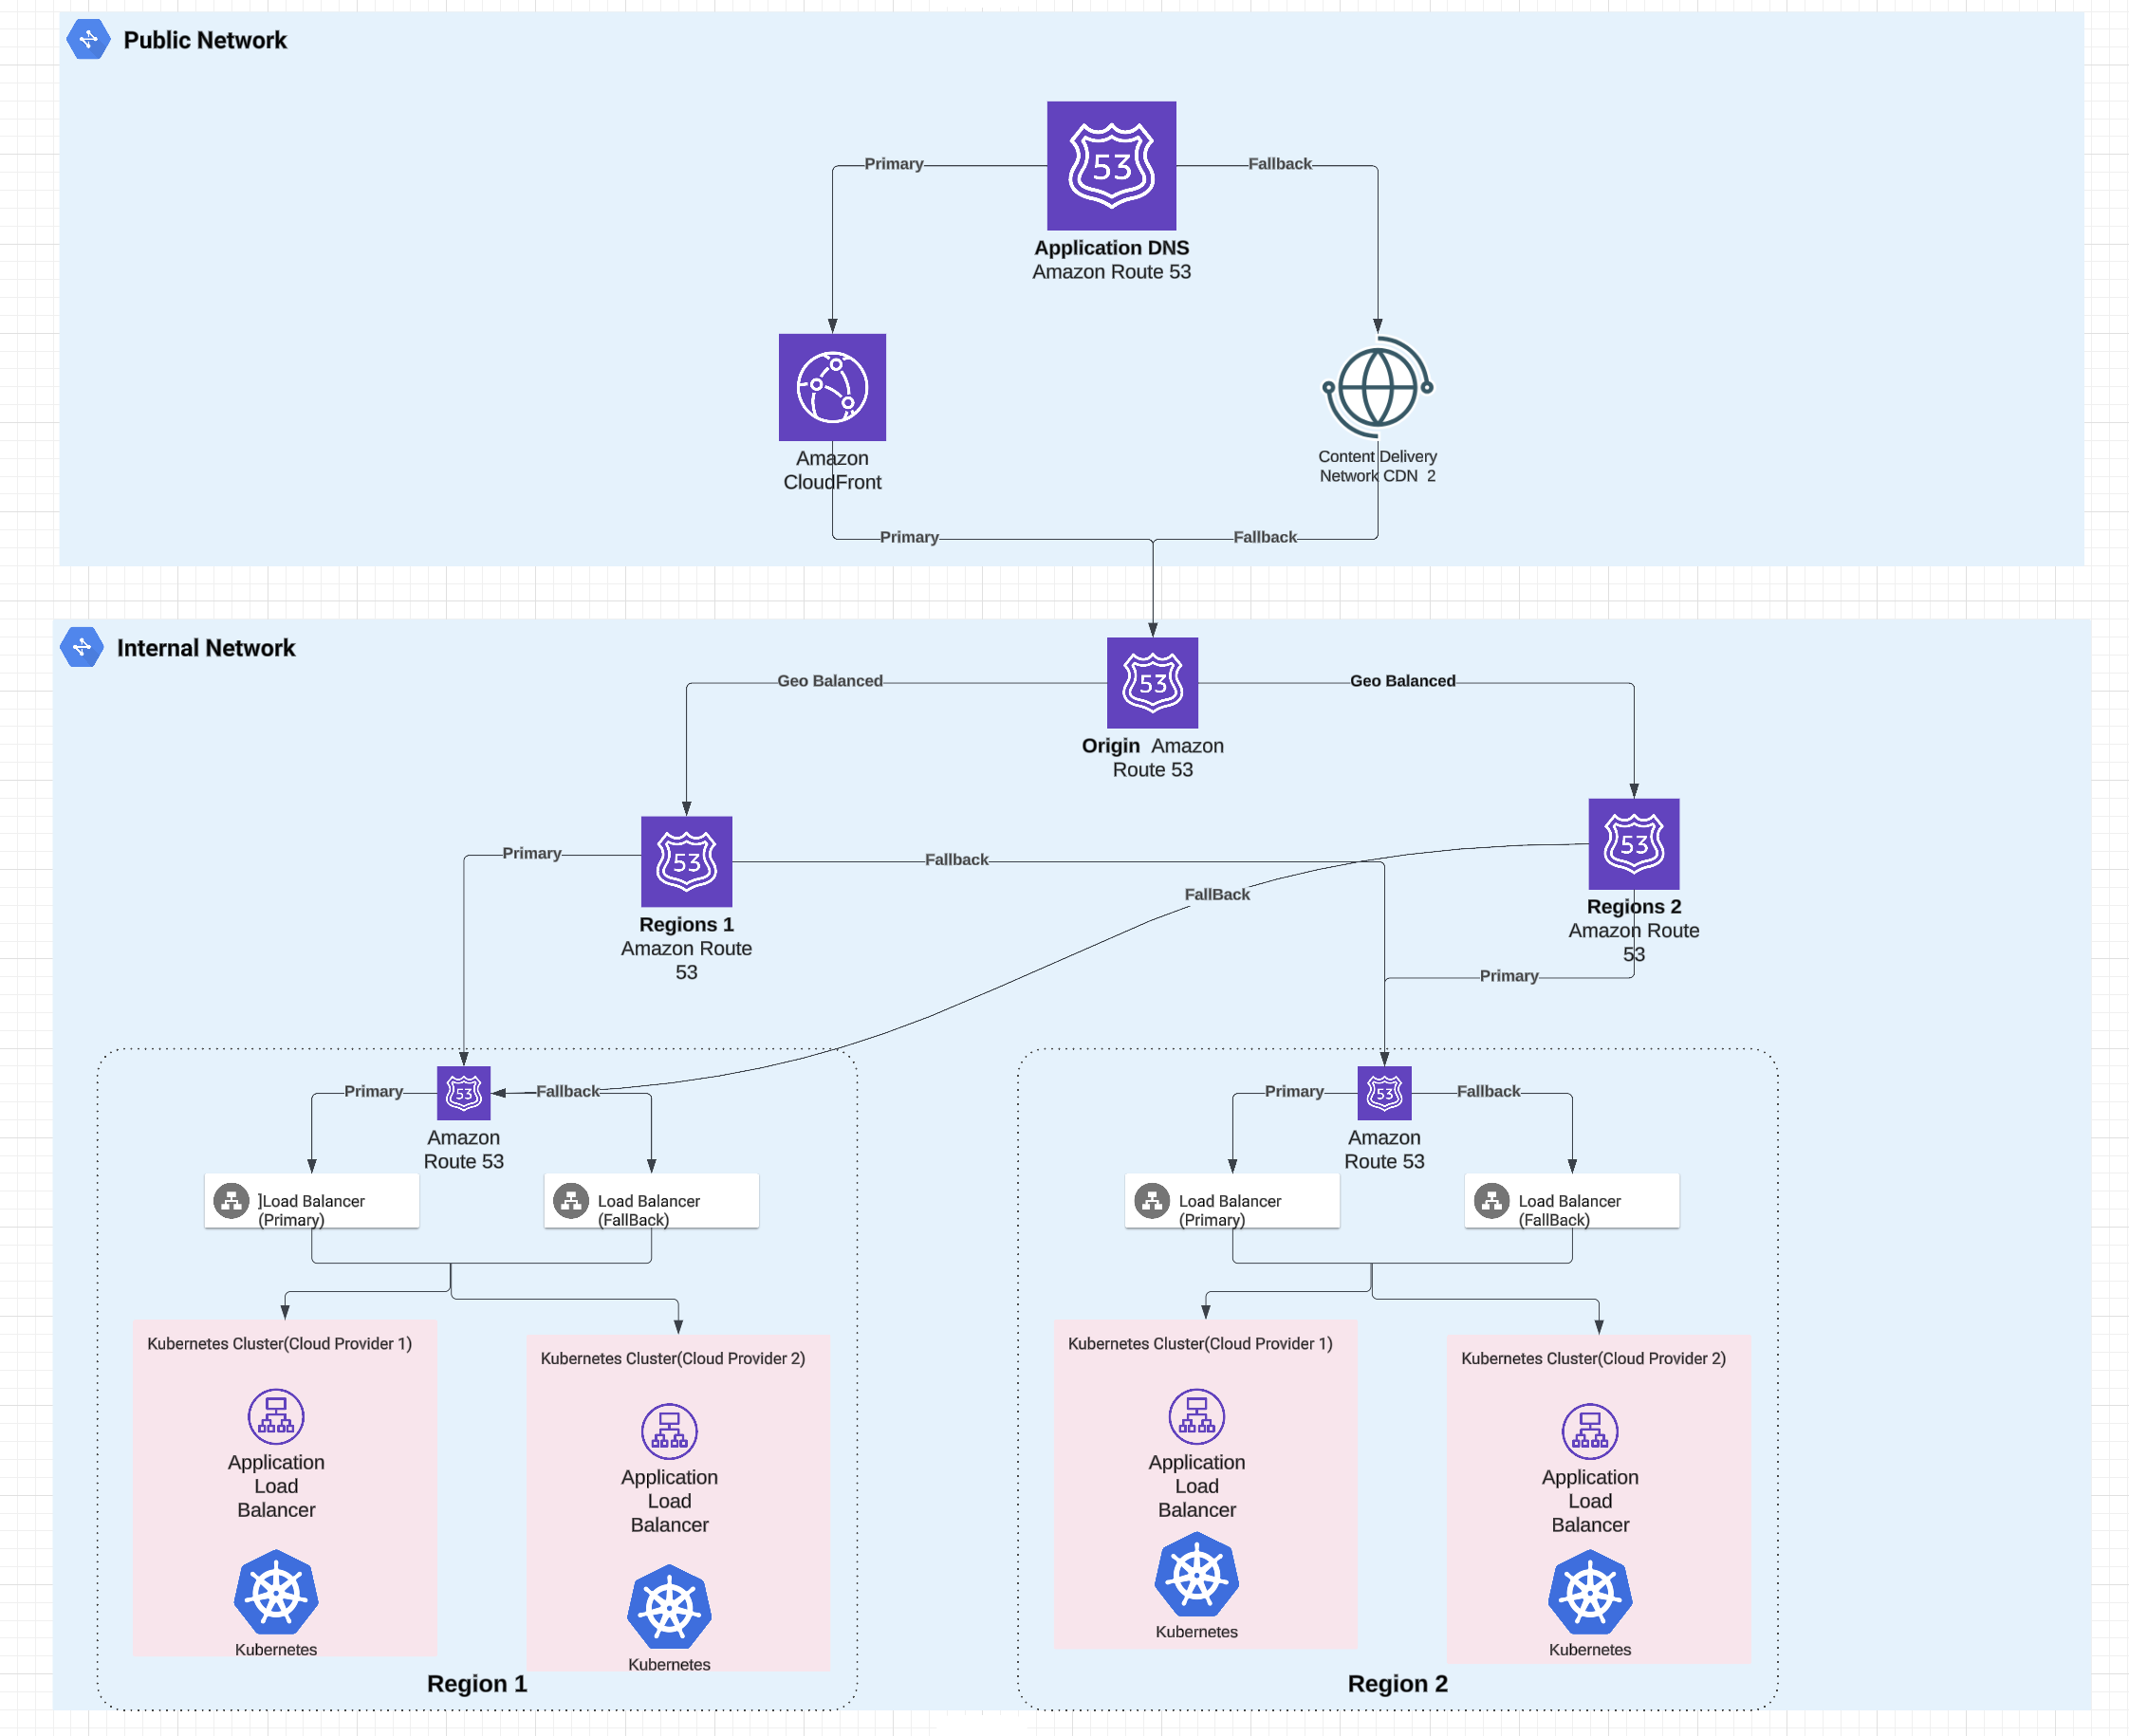 Public Network
53
Primary
Fallback
Application DNS
Amazon Route 53
Amazon
CloudFront
Content Delivery
Network CDN  2
Primary
Fallback
Internal Network
53
Geo Balanced
Geo Balanced
Origin  Amazon
Route 53
53
53
Primary
Fallback
FallBack
Regions 1
Amazon Route
53
Regions 2
Amazon Route
53
Primary
53
Primary
Fallback
Amazon
Route 53
]Load Balancer
(Primary)
Load Balancer
(FallBack)
53
Primary
Fallback
Amazon
Route 53
Load Balancer
(Primary)
Load Balancer
(FallBack)
Kubernetes Cluster(Cloud Provider 1)
Application
Load
Balancer
Kubernetes
Kubernetes Cluster(Cloud Provider 2)
Application
Load
Balancer
Kubernetes
Region 1
Kubernetes Cluster(Cloud Provider 1)
Application
Load
Balancer
Kubernetes
Kubernetes Cluster(Cloud Provider 2)
Application
Load
Balancer
Kubernetes
Region 2